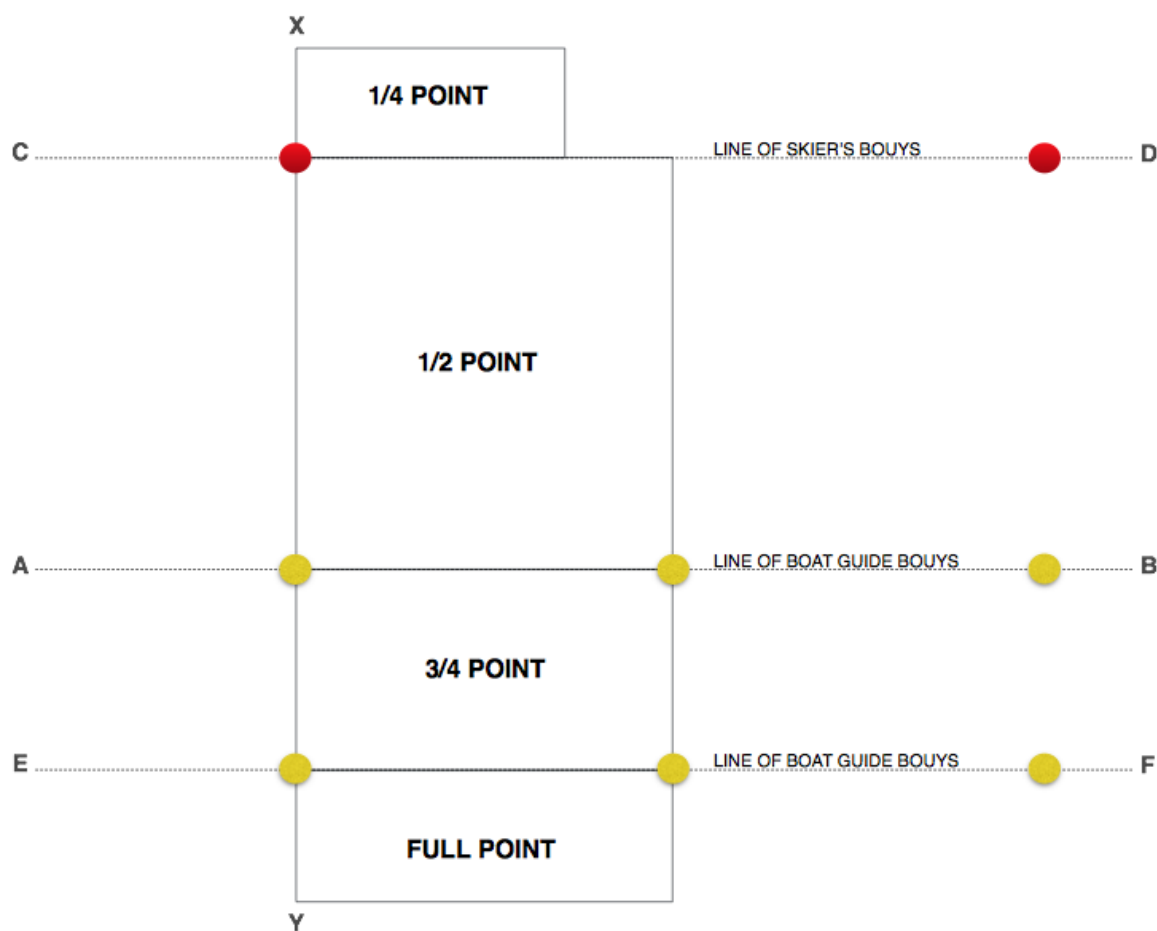 X
1/4 POINT
C
LINE OF SKIER'S BOUYS
D
1/2 POINT
A
LINE OF BOAT GUIDE BOUYS
B
3/4 POINT
E
LINE OF BOAT GUIDE BOUYS
F
FULL POINT
Y